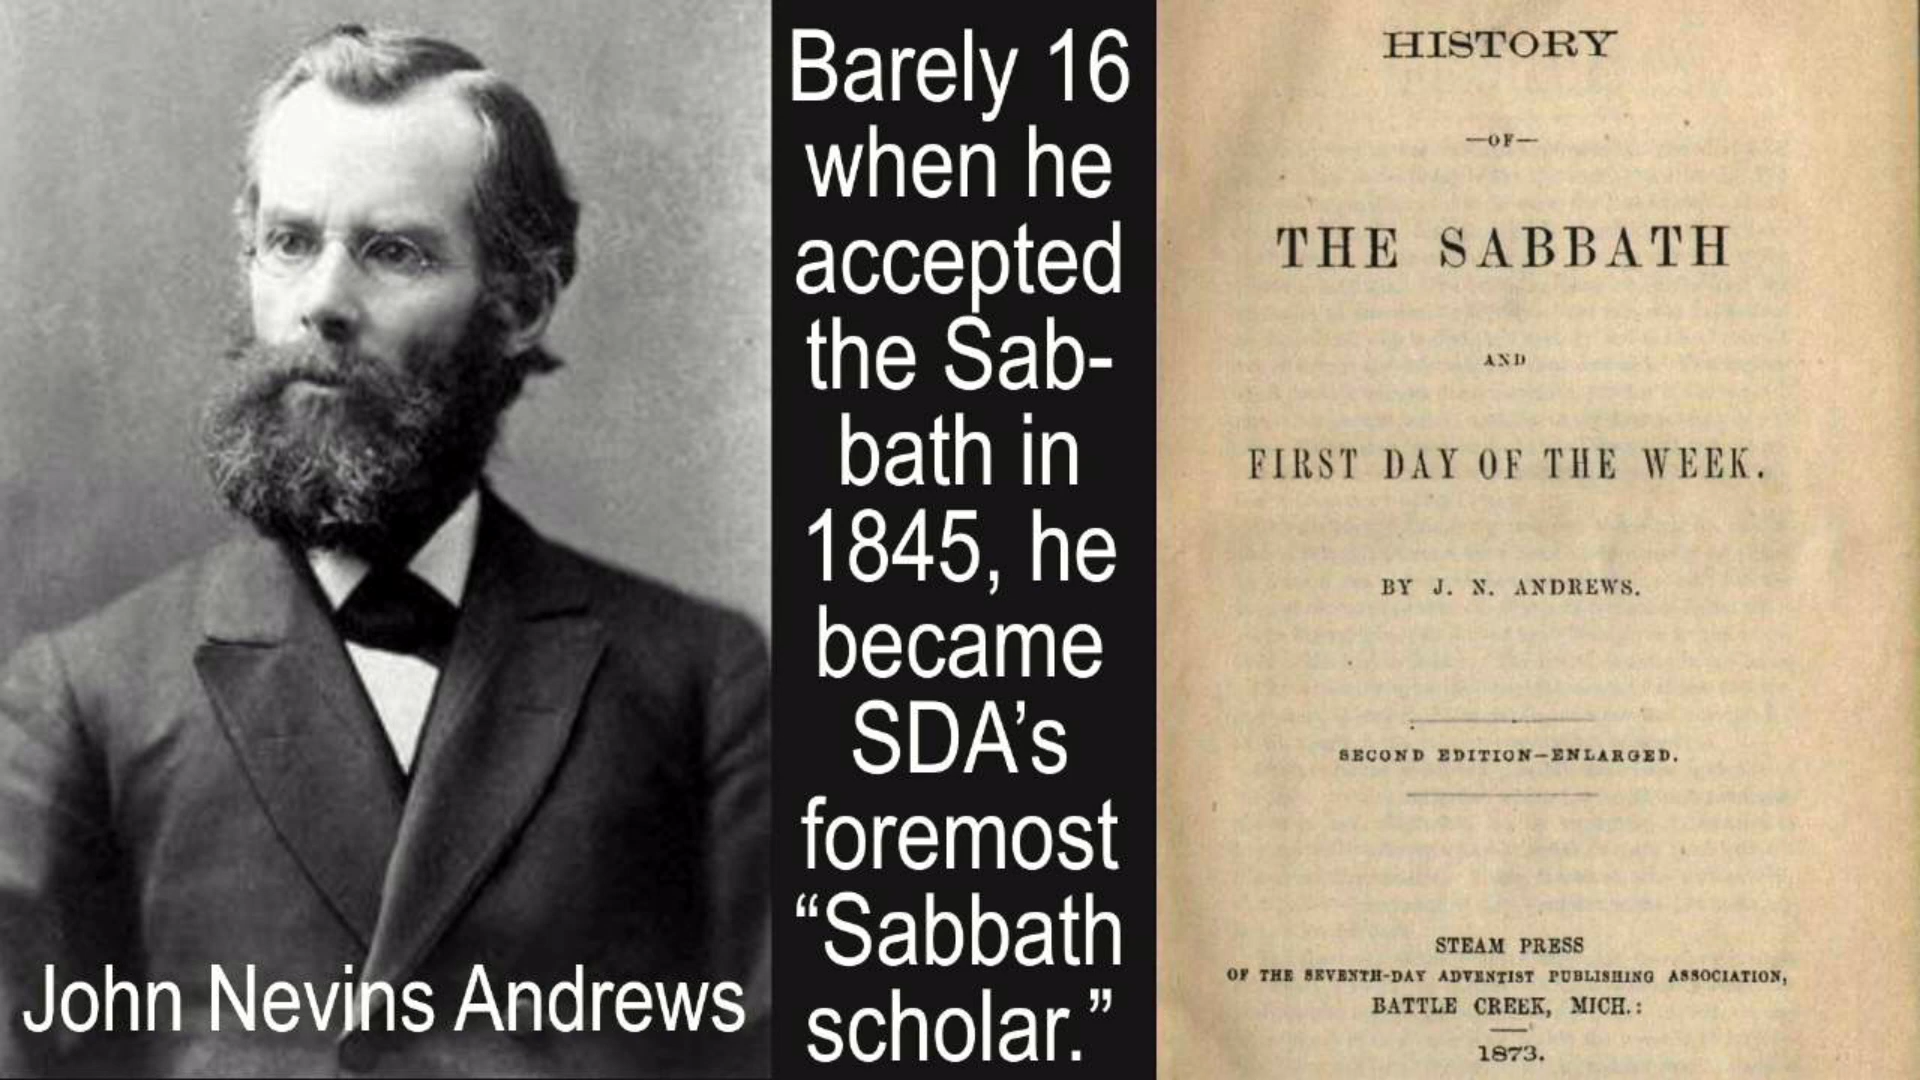 John Nevins Andrews
Barely 16
when he
accepted
the Sab-
bath in
1845, he
became
SDA’s
foremost
“Sabbath
scholar.”
HISTORY
—OF—
THE SABBATH
AND
FIRST DAY OF THE WEEK.
BY J. N. ANDREWS.
SECOND EDITION—ENLARGED.
STEAM PRESS
OF THE SEVENTH-DAY ADVENTIST PUBLISHING ASSOCIATION,
BATTLE CREEK, MICH.:
1873.